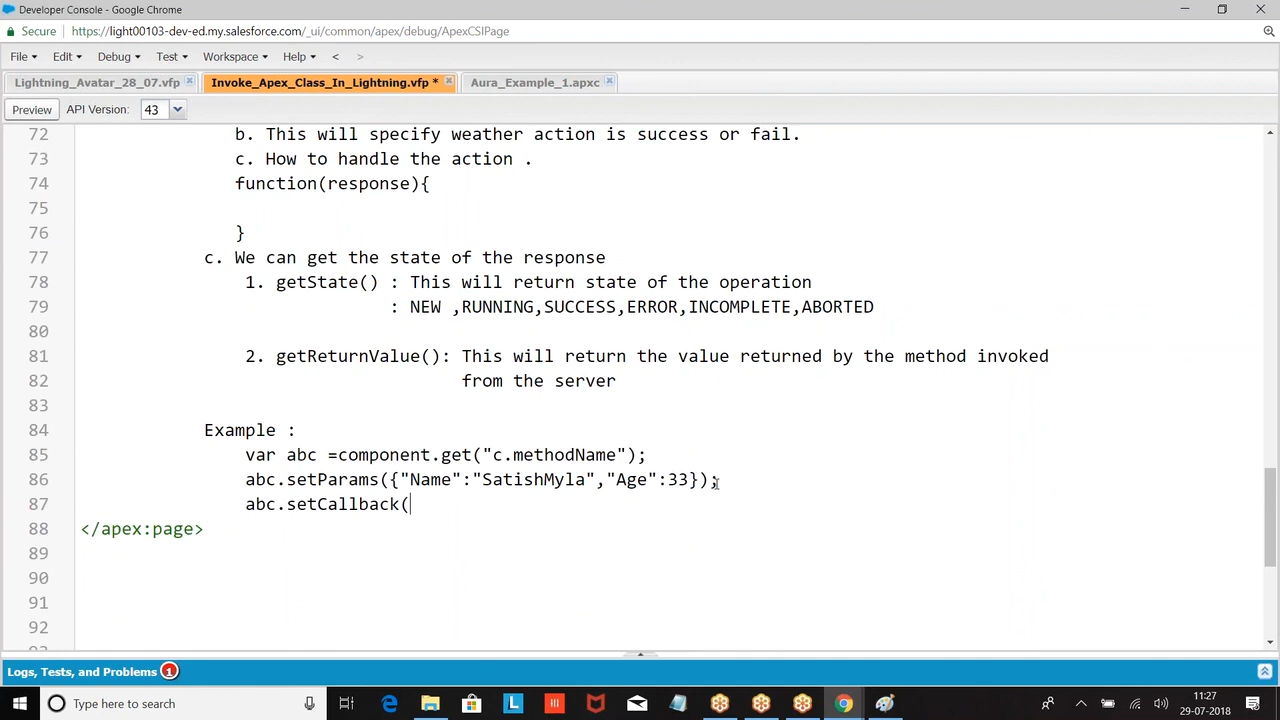 Developer Console - Google Chrome
Secure https://light00103-dev-ed.my.salesforce.com/_ui/common/apex/debug/ApexCSIPage
File Edit Debug Test Workspace Help < >
Lightning_Avatar_28_07.vfp Invoke_Apex_Class_In_Lightning.vfp * Aura_Example_1.apxc
Preview API Version: 43
72 b. This will specify weather action is success or fail.
73 c. How to handle the action .
74 function(response){
75
76 }
77 c. We can get the state of the response
78 1. getState() : This will return state of the operation
79 : NEW ,RUNNING,SUCCESS,ERROR,INCOMPLETE,ABORTED
80
81 2. getReturnValue(): This will return the value returned by the method invoked
82 from the server
83
84 Example :
85 var abc =component.get("c.methodName");
86 abc.setParams({"Name":"SatishMyla","Age":33});
87 abc.setCallback(
88 </apex:page>
89
90
91
92
Logs, Tests, and Problems 1
Type here to search
11:27
29-07-2018